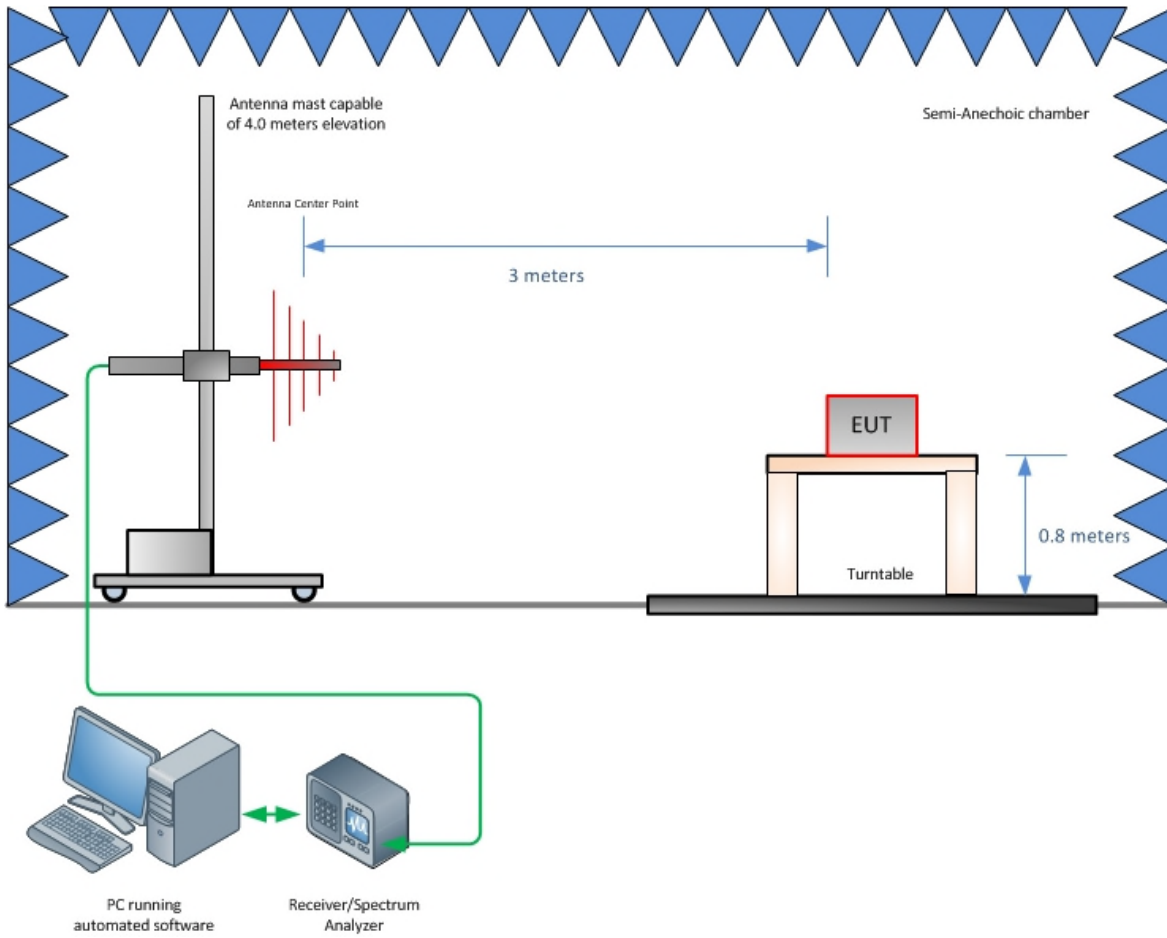 Antenna mast capable
of 4.0 meters elevation
Semi-Anechoic chamber
Antenna Center Point
3 meters
EUT
0.8 meters
Turntable
PC running
automated software
Receiver/Spectrum
Analyzer